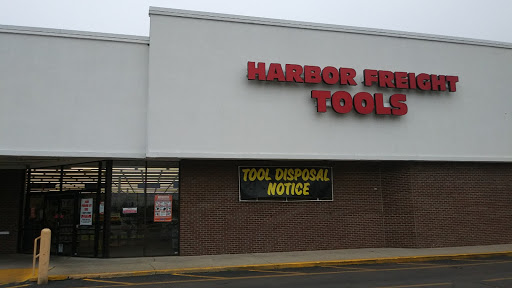 HARBOR FREIGHT
TOOLS
TOOL DISPOSAL
NOTICE